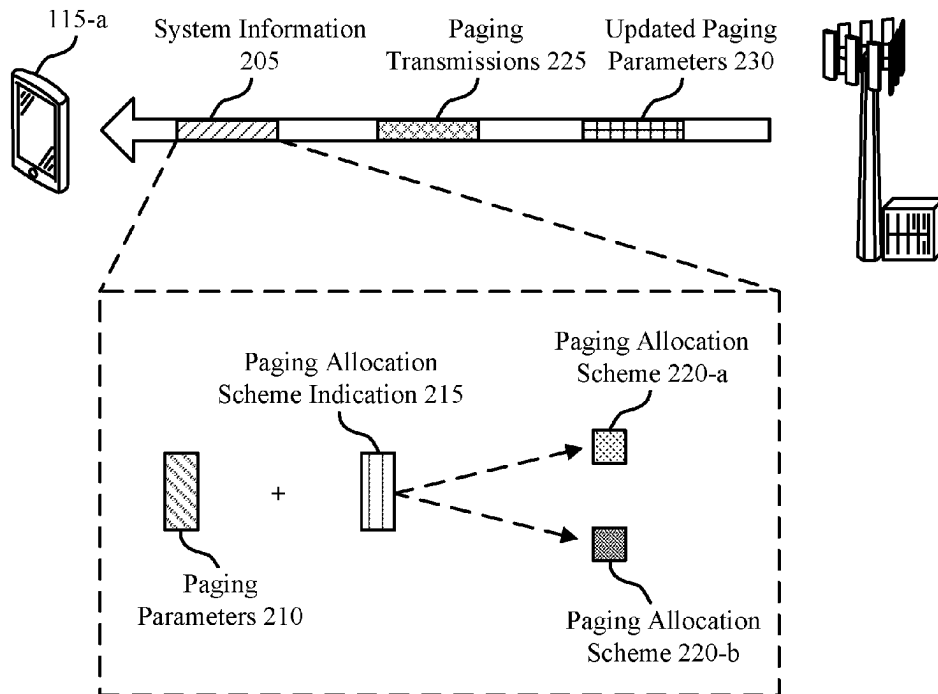 115-a
System Information
205
Paging
Transmissions 225
Updated Paging
Parameters 230
Paging Allocation
Scheme Indication 215
Paging Allocation
Scheme 220-a
+
Paging
Parameters 210
Paging Allocation
Scheme 220-b